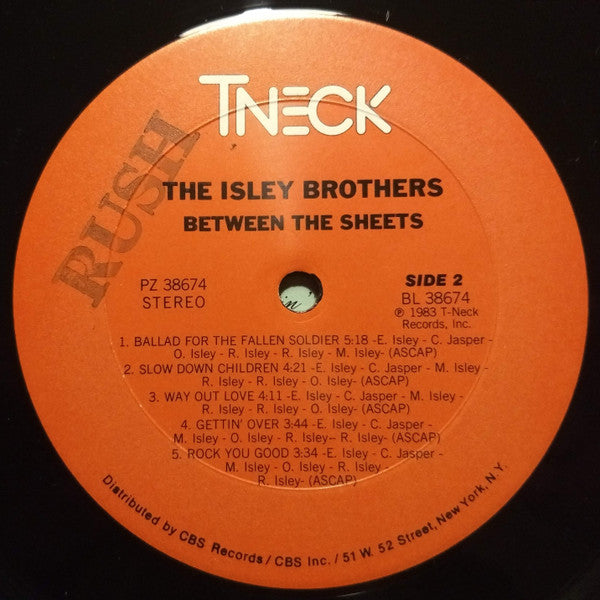 TNECK
RUSH
THE ISLEY BROTHERS
BETWEEN THE SHEETS
PZ 38674
STEREO
SIDE 2
BL 38674
℗ 1983 T-Neck
Records, Inc.
1. BALLAD FOR THE FALLEN SOLDIER 5:18 -E. Isley - C. Jasper -
O. Isley - R. Isley - R. Isley - M. Isley- (ASCAP)
2. SLOW DOWN CHILDREN 4:21 -E. Isley - C. Jasper - M. Isley -
R. Isley - R. Isley - O. Isley- (ASCAP)
3. WAY OUT LOVE 4:11 -E. Isley - C. Jasper - M. Isley -
R. Isley - R. Isley - O. Isley- (ASCAP)
4. GETTIN' OVER 3:44 -E. Isley - C. Jasper -
M. Isley - O. Isley - R. Isley-- R. Isley- (ASCAP)
5. ROCK YOU GOOD 3:34 -E. Isley - C. Jasper -
- M. Isley - O. Isley - R. Isley -
R. Isley- (ASCAP)
Distributed by CBS Records / CBS Inc. / 51 W. 52 Street, New York, N.Y.